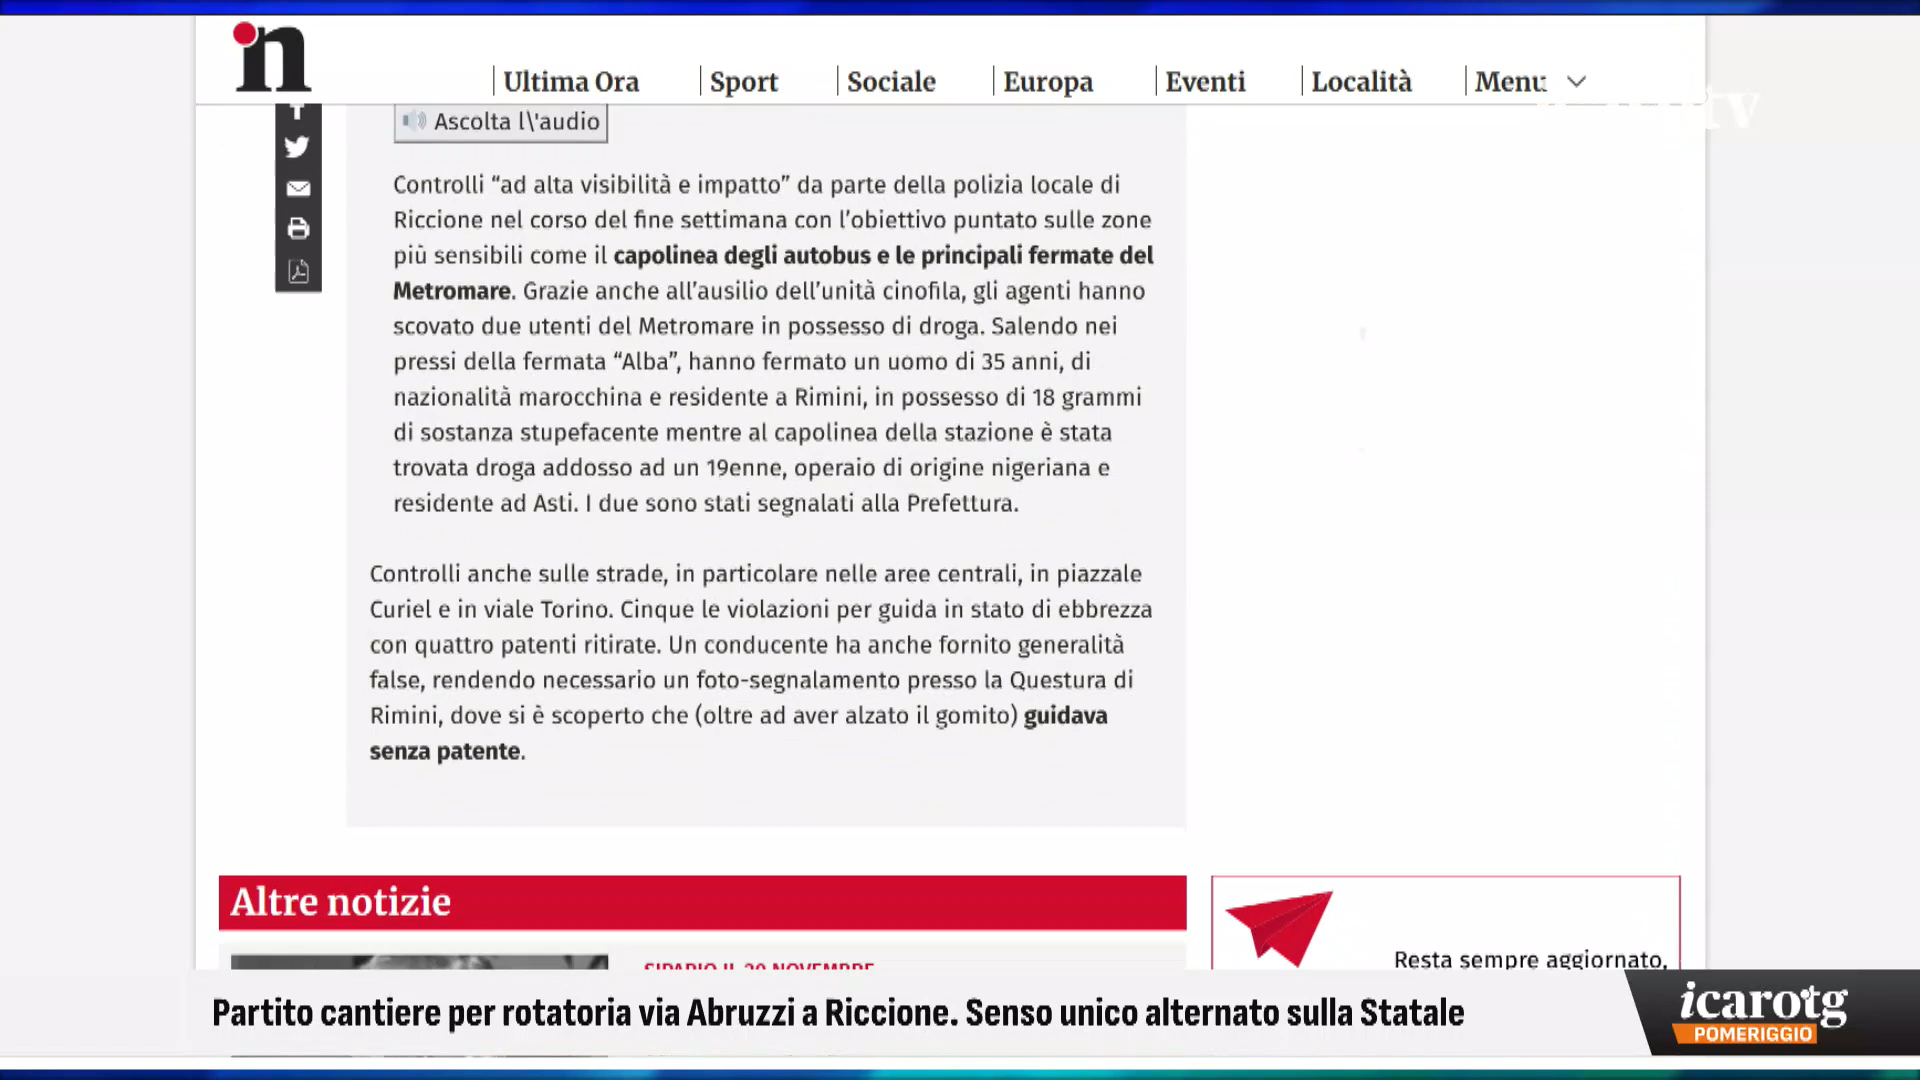 n
Ultima Ora
Sport
Sociale
Europa
Eventi
Località
Menu
tv
Ascolta l\'audio
Controlli “ad alta visibilità e impatto” da parte della polizia locale di
Riccione nel corso del fine settimana con l’obiettivo puntato sulle zone
più sensibili come il capolinea degli autobus e le principali fermate del
Metromare. Grazie anche all’ausilio dell’unità cinofila, gli agenti hanno
scovato due utenti del Metromare in possesso di droga. Salendo nei
pressi della fermata “Alba”, hanno fermato un uomo di 35 anni, di
nazionalità marocchina e residente a Rimini, in possesso di 18 grammi
di sostanza stupefacente mentre al capolinea della stazione è stata
trovata droga addosso ad un 19enne, operaio di origine nigeriana e
residente ad Asti. I due sono stati segnalati alla Prefettura.
Controlli anche sulle strade, in particolare nelle aree centrali, in piazzale
Curiel e in viale Torino. Cinque le violazioni per guida in stato di ebbrezza
con quattro patenti ritirate. Un conducente ha anche fornito generalità
false, rendendo necessario un foto-segnalamento presso la Questura di
Rimini, dove si è scoperto che (oltre ad aver alzato il gomito) guidava
senza patente.
Altre notizie
SIPARIO IL 20 NOVEMBRE
Resta sempre aggiornato,
Partito cantiere per rotatoria via Abruzzi a Riccione. Senso unico alternato sulla Statale
icarotg
POMERIGGIO